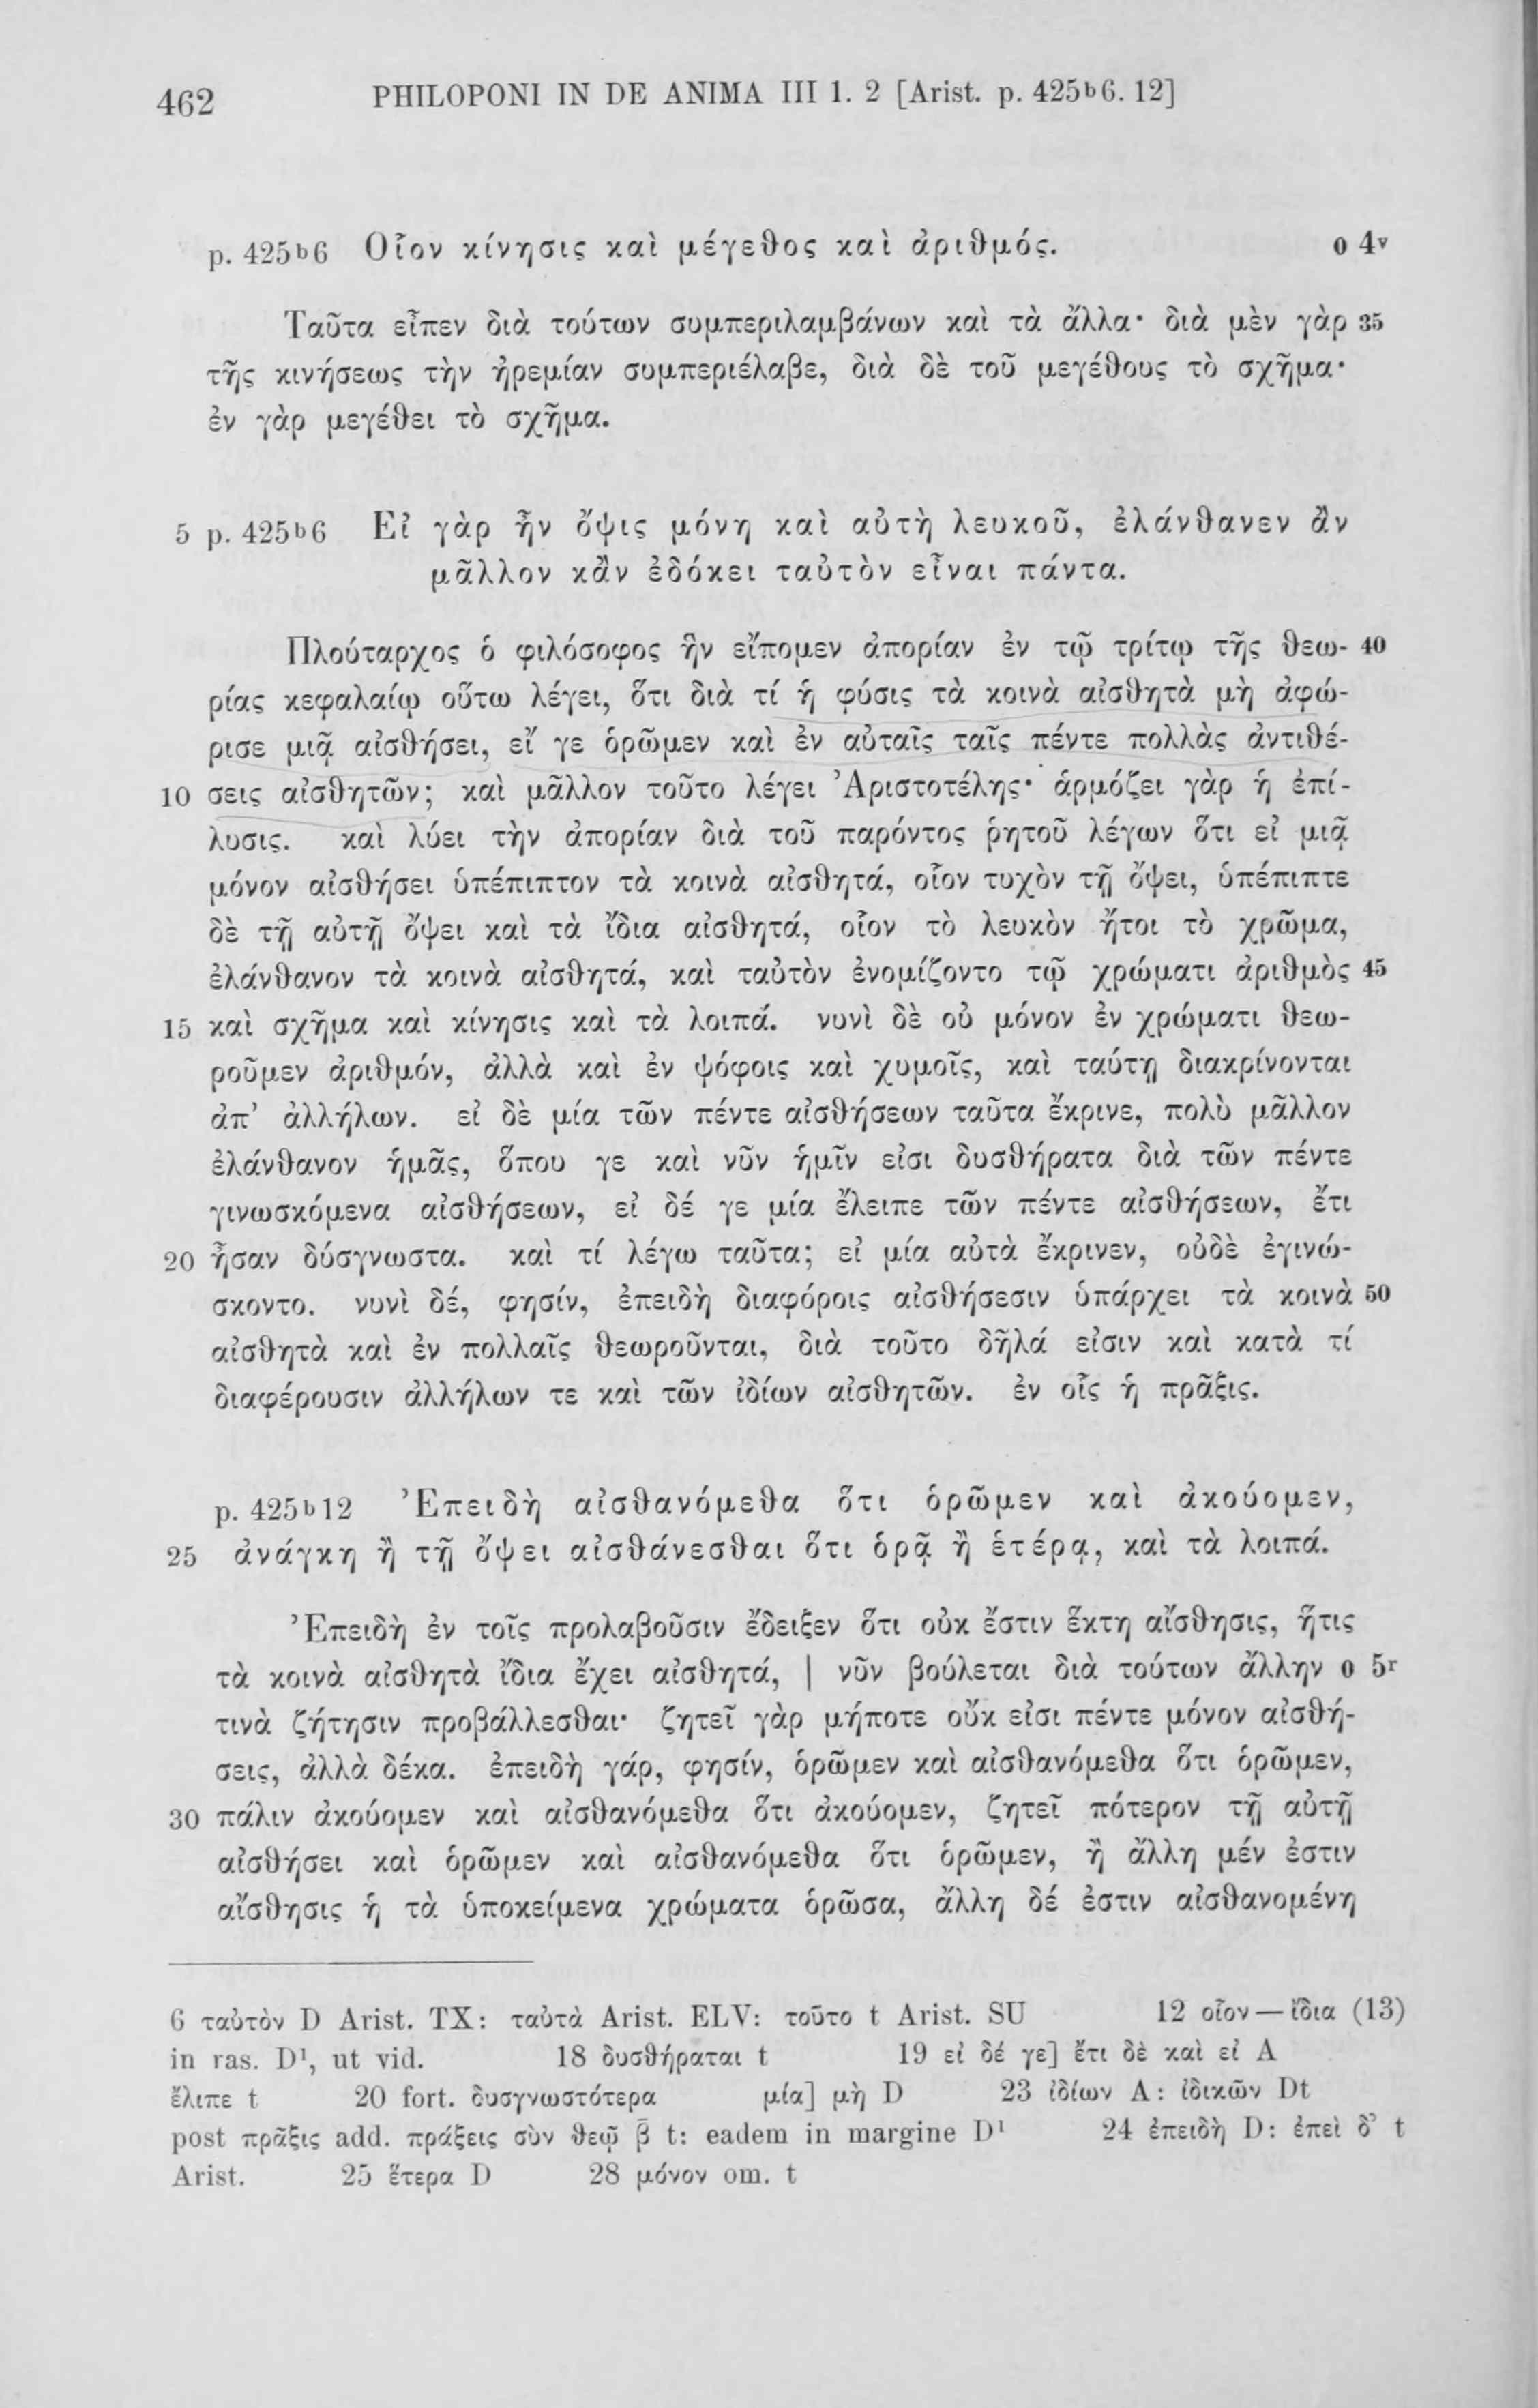 462 PHILOPONI IN DE ANIMA III 1. 2 [Arist. p. 425b6. 12]
p. 425b6 Οἷον κίνησις καὶ μέγεθος καὶ ἀριθμός. o 4v
Ταῦτα εἶπεν διὰ τούτων συμπεριλαμβάνων καὶ τὰ ἄλλα· διὰ μὲν γὰρ 35
τῆς κινήσεως τὴν ἠρεμίαν συμπεριέλαβε, διὰ δὲ τοῦ μεγέθους τὸ σχῆμα·
ἐν γὰρ μεγέθει τὸ σχῆμα.
5 p. 425b6 Εἰ γὰρ ἦν ὄψις μόνη καὶ αὐτὴ λευκοῦ, ἐλάνθανεν ἂν
μᾶλλον κἂν ἐδόκει ταὐτὸν εἶναι πάντα.
Πλούταρχος ὁ φιλόσοφος ἣν εἴπομεν ἀπορίαν ἐν τῷ τρίτῳ τῆς θεω- 40
ρίας κεφαλαίῳ οὕτω λέγει, ὅτι διὰ τί ἡ φύσις τὰ κοινὰ αἰσθητὰ μὴ ἀφώ-
ρισε μιᾷ αἰσθήσει, εἴ γε ὁρῶμεν καὶ ἐν αὐταῖς ταῖς πέντε πολλὰς ἀντιθέ-
10 σεις αἰσθητῶν; καὶ μᾶλλον τοῦτο λέγει Ἀριστοτέλης· ἁρμόζει γὰρ ἡ ἐπί-
λυσις. καὶ λύει τὴν ἀπορίαν διὰ τοῦ παρόντος ῥητοῦ λέγων ὅτι εἰ μιᾷ
μόνον αἰσθήσει ὑπέπιπτον τὰ κοινὰ αἰσθητά, οἷον τυχὸν τῇ ὄψει, ὑπέπιπτε
δὲ τῇ αὐτῇ ὄψει καὶ τὰ ἴδια αἰσθητά, οἷον τὸ λευκὸν ἤτοι τὸ χρῶμα,
ἐλάνθανον τὰ κοινὰ αἰσθητά, καὶ ταὐτὸν ἐνομίζοντο τῷ χρώματι ἀριθμὸς 45
15 καὶ σχῆμα καὶ κίνησις καὶ τὰ λοιπά. νυνὶ δὲ οὐ μόνον ἐν χρώματι θεω-
ροῦμεν ἀριθμόν, ἀλλὰ καὶ ἐν ψόφοις καὶ χυμοῖς, καὶ ταύτῃ διακρίνονται
ἀπ’ ἀλλήλων. εἰ δὲ μία τῶν πέντε αἰσθήσεων ταῦτα ἔκρινε, πολὺ μᾶλλον
ἐλάνθανον ἡμᾶς, ὅπου γε καὶ νῦν ἡμῖν εἰσι δυσθήρατα διὰ τῶν πέντε
γινωσκόμενα αἰσθήσεων, εἰ δέ γε μία ἔλειπε τῶν πέντε αἰσθήσεων, ἔτι
20 ἦσαν δύσγνωστα. καὶ τί λέγω ταῦτα; εἰ μία αὐτὰ ἔκρινεν, οὐδὲ ἐγινώ-
σκοντο. νυνὶ δέ, φησίν, ἐπειδὴ διαφόροις αἰσθήσεσιν ὑπάρχει τὰ κοινὰ 50
αἰσθητὰ καὶ ἐν πολλαῖς θεωροῦνται, διὰ τοῦτο δῆλά εἰσιν καὶ κατὰ τί
διαφέρουσιν ἀλλήλων τε καὶ τῶν ἰδίων αἰσθητῶν. ἐν οἷς ἡ πρᾶξις.
p. 425b12 Ἐπειδὴ αἰσθανόμεθα ὅτι ὁρῶμεν καὶ ἀκούομεν,
25 ἀνάγκη ἢ τῇ ὄψει αἰσθάνεσθαι ὅτι ὁρᾷ ἢ ἑτέρᾳ, καὶ τὰ λοιπά.
Ἐπειδὴ ἐν τοῖς προλαβοῦσιν ἔδειξεν ὅτι οὐκ ἔστιν ἕκτη αἴσθησις, ἥτις
τὰ κοινὰ αἰσθητὰ ἴδια ἔχει αἰσθητά, | νῦν βούλεται διὰ τούτων ἄλλην o 5r
τινὰ ζήτησιν προβάλλεσθαι· ζητεῖ γὰρ μήποτε οὔκ εἰσι πέντε μόνον αἰσθή-
σεις, ἀλλὰ δέκα. ἐπειδὴ γάρ, φησίν, ὁρῶμεν καὶ αἰσθανόμεθα ὅτι ὁρῶμεν,
30 πάλιν ἀκούομεν καὶ αἰσθανόμεθα ὅτι ἀκούομεν, ζητεῖ πότερον τῇ αὐτῇ
αἰσθήσει καὶ ὁρῶμεν καὶ αἰσθανόμεθα ὅτι ὁρῶμεν, ἢ ἄλλη μέν ἐστιν
αἴσθησις ἡ τὰ ὑποκείμενα χρώματα ὁρῶσα, ἄλλη δέ ἐστιν αἰσθανομένη
6 ταὐτὸν D Arist. TX: ταὐτὰ Arist. ELV: τοῦτο t Arist. SU 12 οἷον — ἴδια (13)
in ras. D¹, ut vid. 18 δυσθήραται t 19 εἰ δέ γε] ἔτι δὲ καὶ εἰ A
ἔλιπε t 20 fort. δυσγνωστότερα μία] μὴ D 23 ἰδίων A: ἰδικῶν Dt
post πρᾶξις add. πράξεις σὺν θεῷ β̄ t: eadem in margine D¹ 24 ἐπειδὴ D: ἐπεὶ δ’ t
Arist. 25 ἕτερα D 28 μόνον om. t